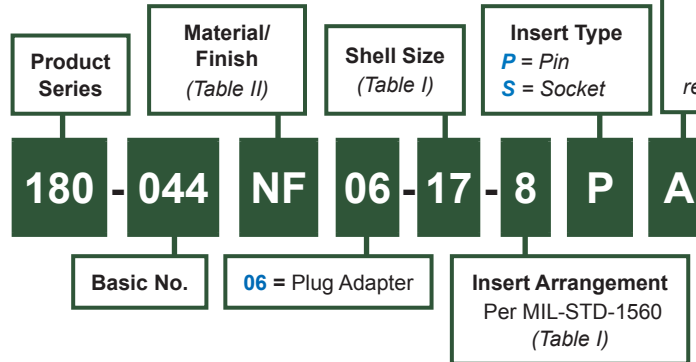 Product
Series
Material/
Finish
(Table II)
Shell Size
(Table I)
Insert Type
P = Pin
S = Socket
180 - 044 NF 06 - 17 - 8 P A
Basic No.
06 = Plug Adapter
Insert Arrangement
Per MIL-STD-1560
(Table I)